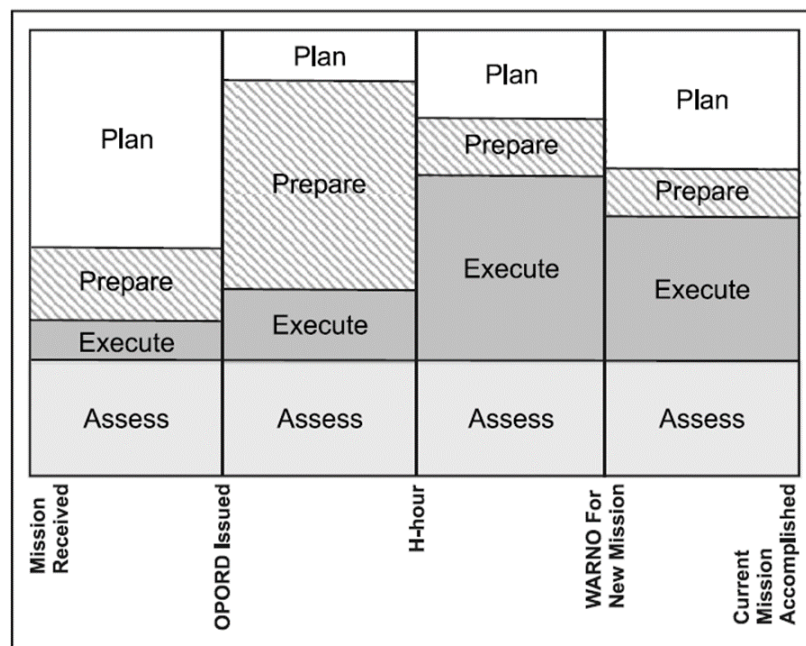 Plan
Prepare
Execute
Assess
Plan
Prepare
Execute
Assess
Plan
Prepare
Execute
Assess
Plan
Prepare
Execute
Assess
Mission
Received
OPORD Issued
H-hour
WARNO For
New Mission
Current
Mission
Accomplished